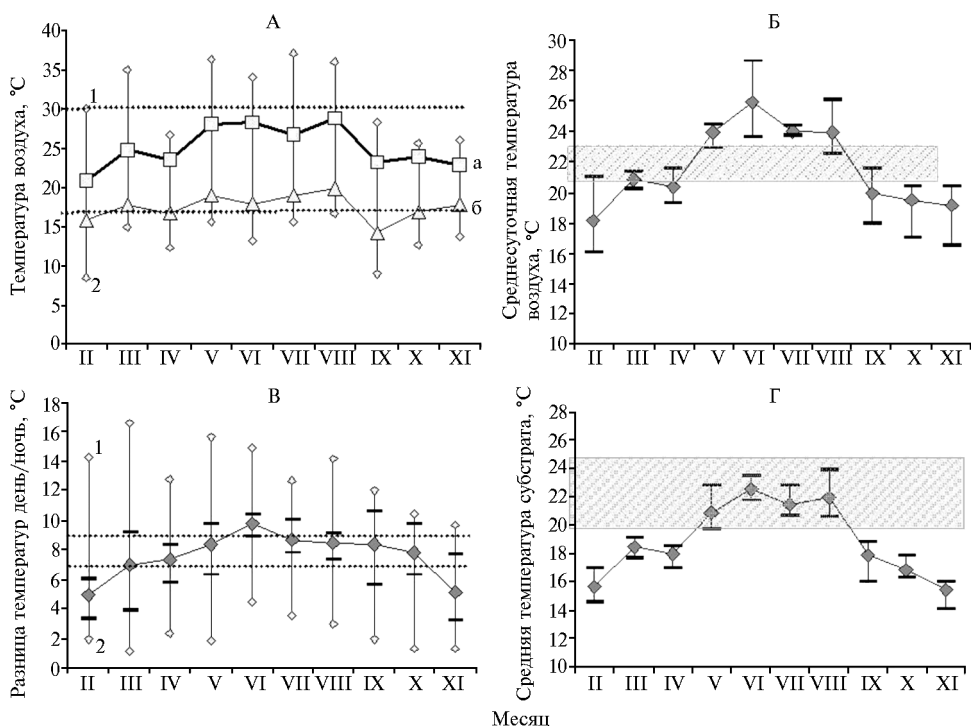 А
Температура воздуха, °C
40
35
30
25
20
15
10
5
0
1
2
а
б
II III IV V VI VII VIII IX X XI
Б
Среднесуточная температура
воздуха, °C
30
28
26
24
22
20
18
16
14
12
10
II III IV V VI VII VIII IX X XI
В
Разница температур день/ночь, °C
18
16
14
12
10
8
6
4
2
0
1
2
II III IV V VI VII VIII IX X XI
Г
Средняя температура субстрата, °C
28
26
24
22
20
18
16
14
12
10
II III IV V VI VII VIII IX X XI
Месяц